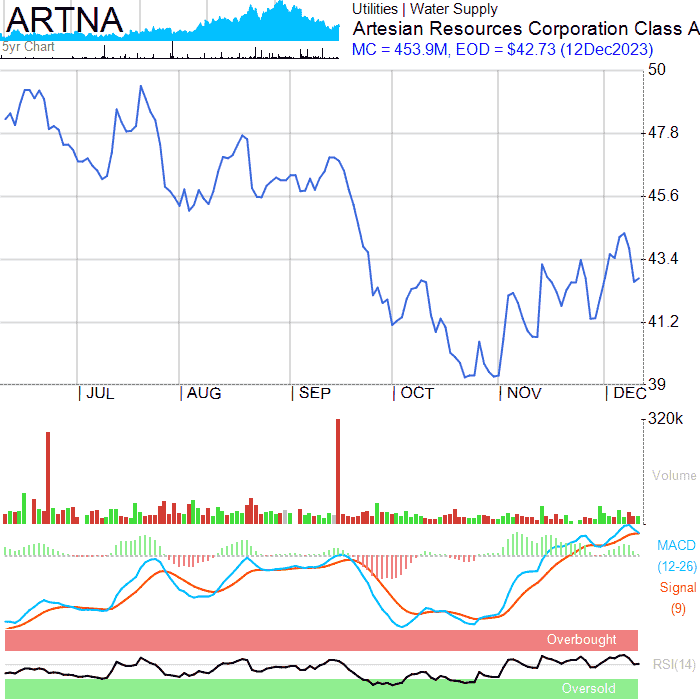 ARTNA
5yr Chart
Utilities | Water Supply
Artesian Resources Corporation Class A
MC = 453.9M, EOD = $42.73 (12Dec2023)
50
47.8
45.6
43.4
41.2
39
JUL
AUG
SEP
OCT
NOV
DEC
320k
Volume
MACD
(12-26)
Signal
(9)
Overbought
RSI(14)
Oversold